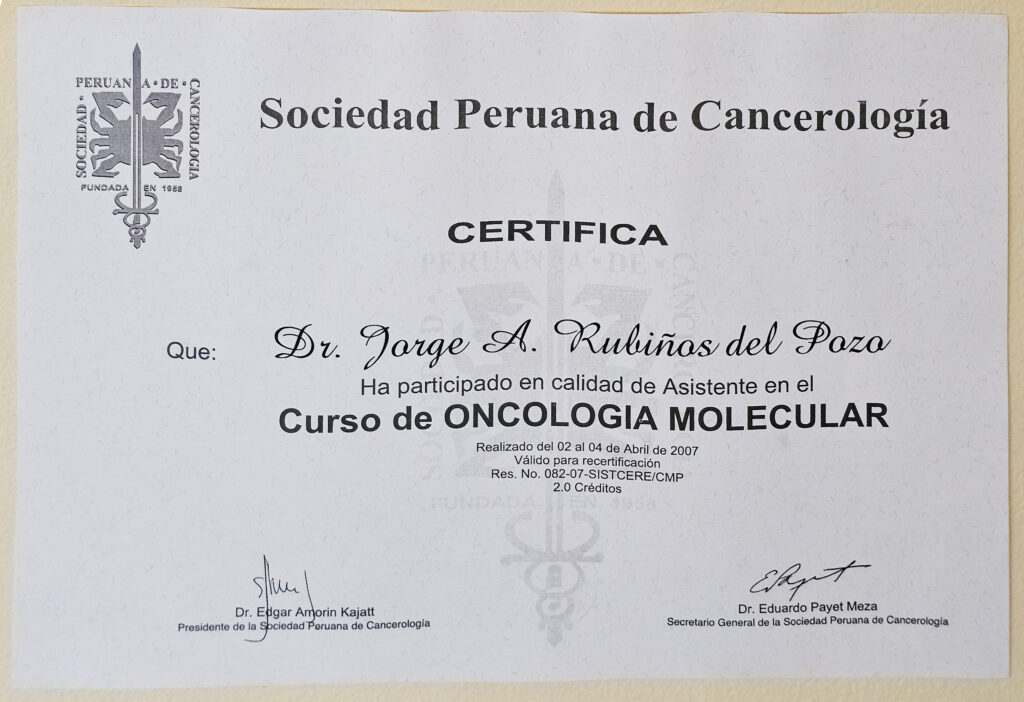 SOCIEDAD • PERUANA • DE • CANCEROLOGIA
FUNDADA EN 1958
Sociedad Peruana de Cancerología
CERTIFICA
Que: Dr. Jorge A. Rubiños del Pozo
Ha participado en calidad de Asistente en el
Curso de ONCOLOGIA MOLECULAR
Realizado del 02 al 04 de Abril de 2007
Válido para recertificación
Res. No. 082-07-SISTCERE/CMP
2.0 Créditos
Dr. Edgar Amorin Kajatt
Presidente de la Sociedad Peruana de Cancerología
Dr. Eduardo Payet Meza
Secretario General de la Sociedad Peruana de Cancerología